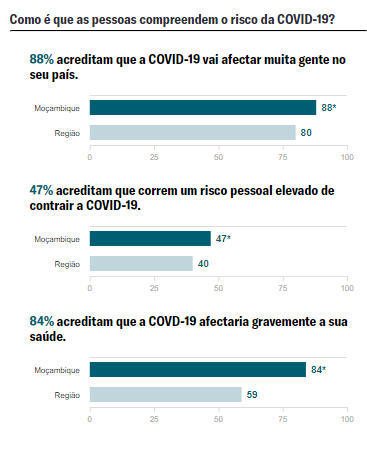 Como é que as pessoas compreendem o risco da COVID-19?
88% acreditam que a COVID-19 vai afectar muita gente no
seu país.
Moçambique 88*
Região 80
0 25 50 75 100
47% acreditam que correm um risco pessoal elevado de
contrair a COVID-19.
Moçambique 47*
Região 40
0 25 50 75 100
84% acreditam que a COVD-19 afectaria gravemente a sua
saúde.
Moçambique 84*
Região 59
0 25 50 75 100